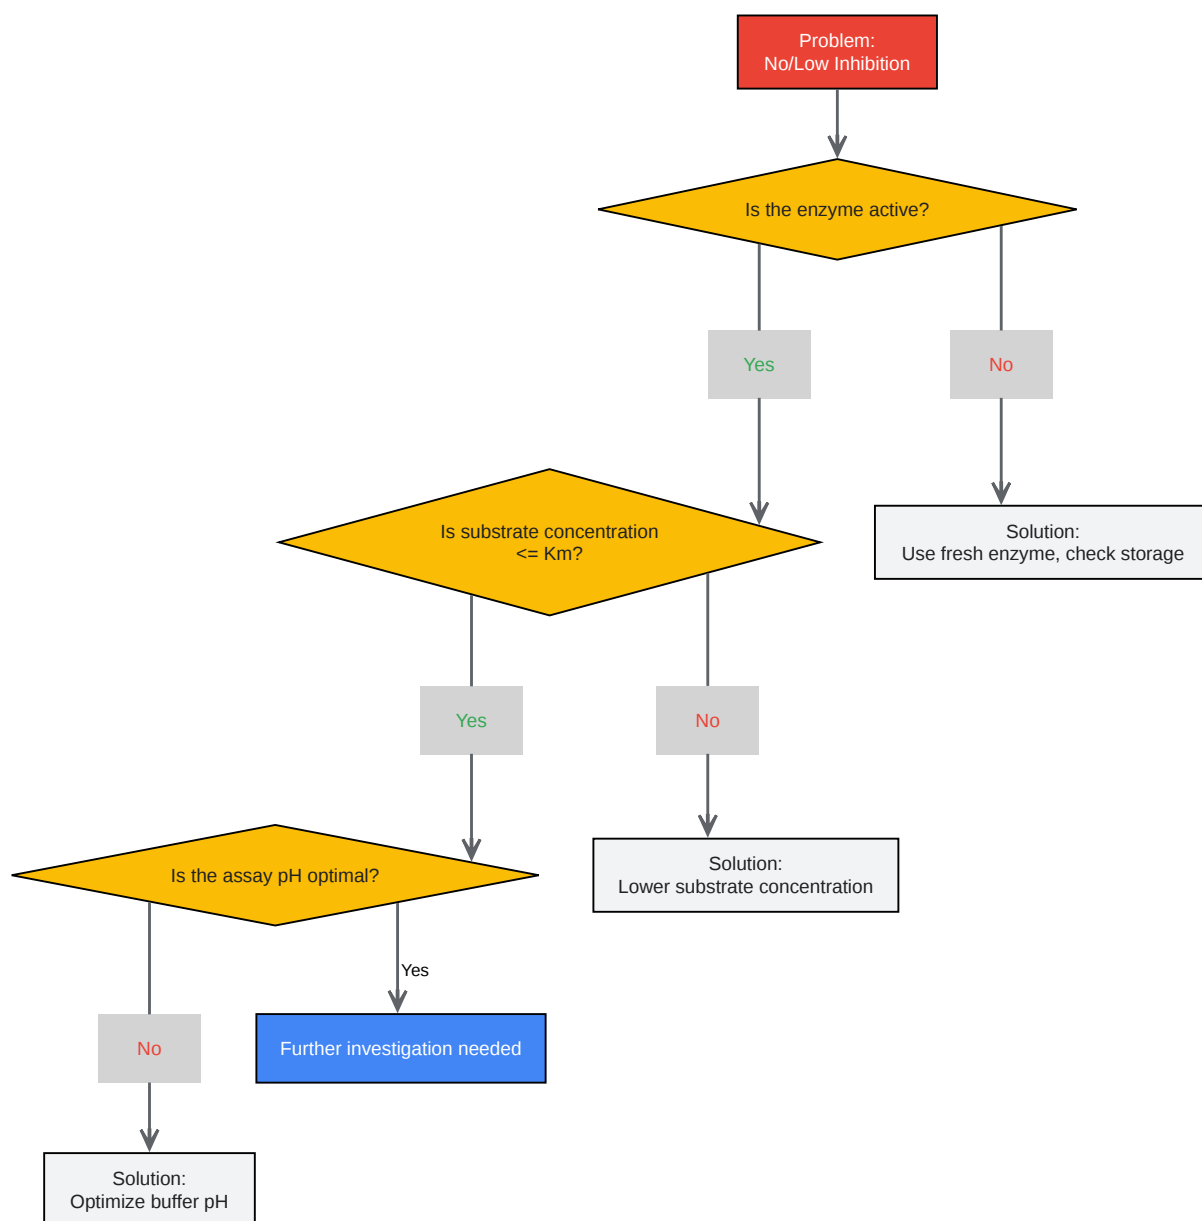 Problem:
No/Low Inhibition
Is the enzyme active?
Yes
No
Is substrate concentration
<= Km?
Solution:
Use fresh enzyme, check storage
Yes
No
Is the assay pH optimal?
Solution:
Lower substrate concentration
Yes
No
Further investigation needed
Solution:
Optimize buffer pH